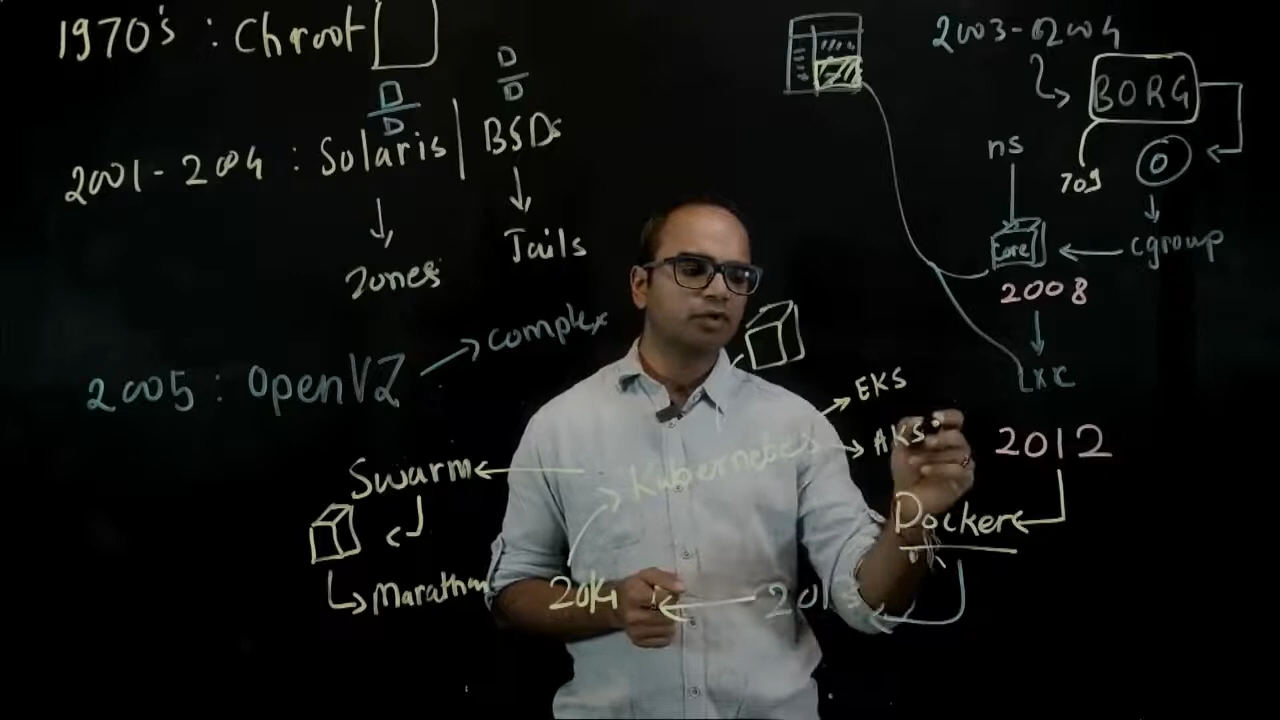 1970's : Chroot
D
D
D
D
2001 - 2004 : Solaris | BSDs
Zones
Jails
2005 : OpenVZ → complex
Swarm
Kubernetes
EKS
AKS
Marathon
2014
2013
2003 - 2004
BORG
ns
70%
O
Core
cgroup
2008
LXC
2012
Docker